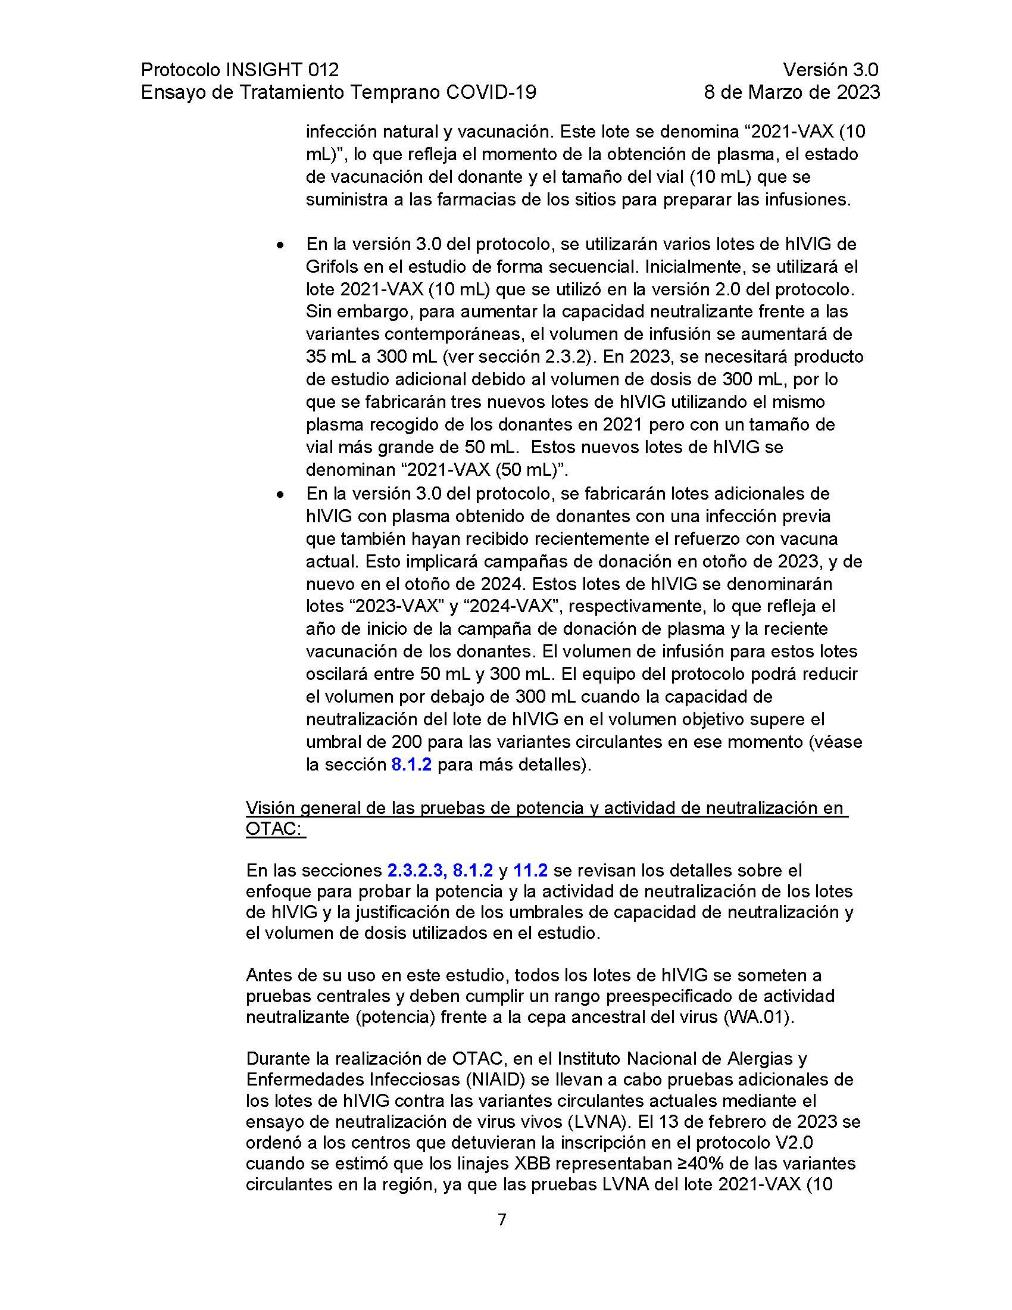 Protocolo INSIGHT 012 Versión 3.0
Ensayo de Tratamiento Temprano COVID-19 8 de Marzo de 2023
infección natural y vacunación. Este lote se denomina “2021-VAX (10
mL)”, lo que refleja el momento de la obtención de plasma, el estado
de vacunación del donante y el tamaño del vial (10 mL) que se
suministra a las farmacias de los sitios para preparar las infusiones.
• En la versión 3.0 del protocolo, se utilizarán varios lotes de hIVIG de
Grifols en el estudio de forma secuencial. Inicialmente, se utilizará el
lote 2021-VAX (10 mL) que se utilizó en la versión 2.0 del protocolo.
Sin embargo, para aumentar la capacidad neutralizante frente a las
variantes contemporáneas, el volumen de infusión se aumentará de
35 mL a 300 mL (ver sección 2.3.2). En 2023, se necesitará producto
de estudio adicional debido al volumen de dosis de 300 mL, por lo
que se fabricarán tres nuevos lotes de hIVIG utilizando el mismo
plasma recogido de los donantes en 2021 pero con un tamaño de
vial más grande de 50 mL.  Estos nuevos lotes de hIVIG se
denominan “2021-VAX (50 mL)”.
• En la versión 3.0 del protocolo, se fabricarán lotes adicionales de
hIVIG con plasma obtenido de donantes con una infección previa
que también hayan recibido recientemente el refuerzo con vacuna
actual. Esto implicará campañas de donación en otoño de 2023, y de
nuevo en el otoño de 2024. Estos lotes de hIVIG se denominarán
lotes “2023-VAX” y “2024-VAX”, respectivamente, lo que refleja el
año de inicio de la campaña de donación de plasma y la reciente
vacunación de los donantes. El volumen de infusión para estos lotes
oscilará entre 50 mL y 300 mL. El equipo del protocolo podrá reducir
el volumen por debajo de 300 mL cuando la capacidad de
neutralización del lote de hIVIG en el volumen objetivo supere el
umbral de 200 para las variantes circulantes en ese momento (véase
la sección 8.1.2 para más detalles).
Visión general de las pruebas de potencia y actividad de neutralización en
OTAC:
En las secciones 2.3.2.3, 8.1.2 y 11.2 se revisan los detalles sobre el
enfoque para probar la potencia y la actividad de neutralización de los lotes
de hIVIG y la justificación de los umbrales de capacidad de neutralización y
el volumen de dosis utilizados en el estudio.
Antes de su uso en este estudio, todos los lotes de hIVIG se someten a
pruebas centrales y deben cumplir un rango preespecificado de actividad
neutralizante (potencia) frente a la cepa ancestral del virus (WA.01).
Durante la realización de OTAC, en el Instituto Nacional de Alergias y
Enfermedades Infecciosas (NIAID) se llevan a cabo pruebas adicionales de
los lotes de hIVIG contra las variantes circulantes actuales mediante el
ensayo de neutralización de virus vivos (LVNA). El 13 de febrero de 2023 se
ordenó a los centros que detuvieran la inscripción en el protocolo V2.0
cuando se estimó que los linajes XBB representaban ≥40% de las variantes
circulantes en la región, ya que las pruebas LVNA del lote 2021-VAX (10
7